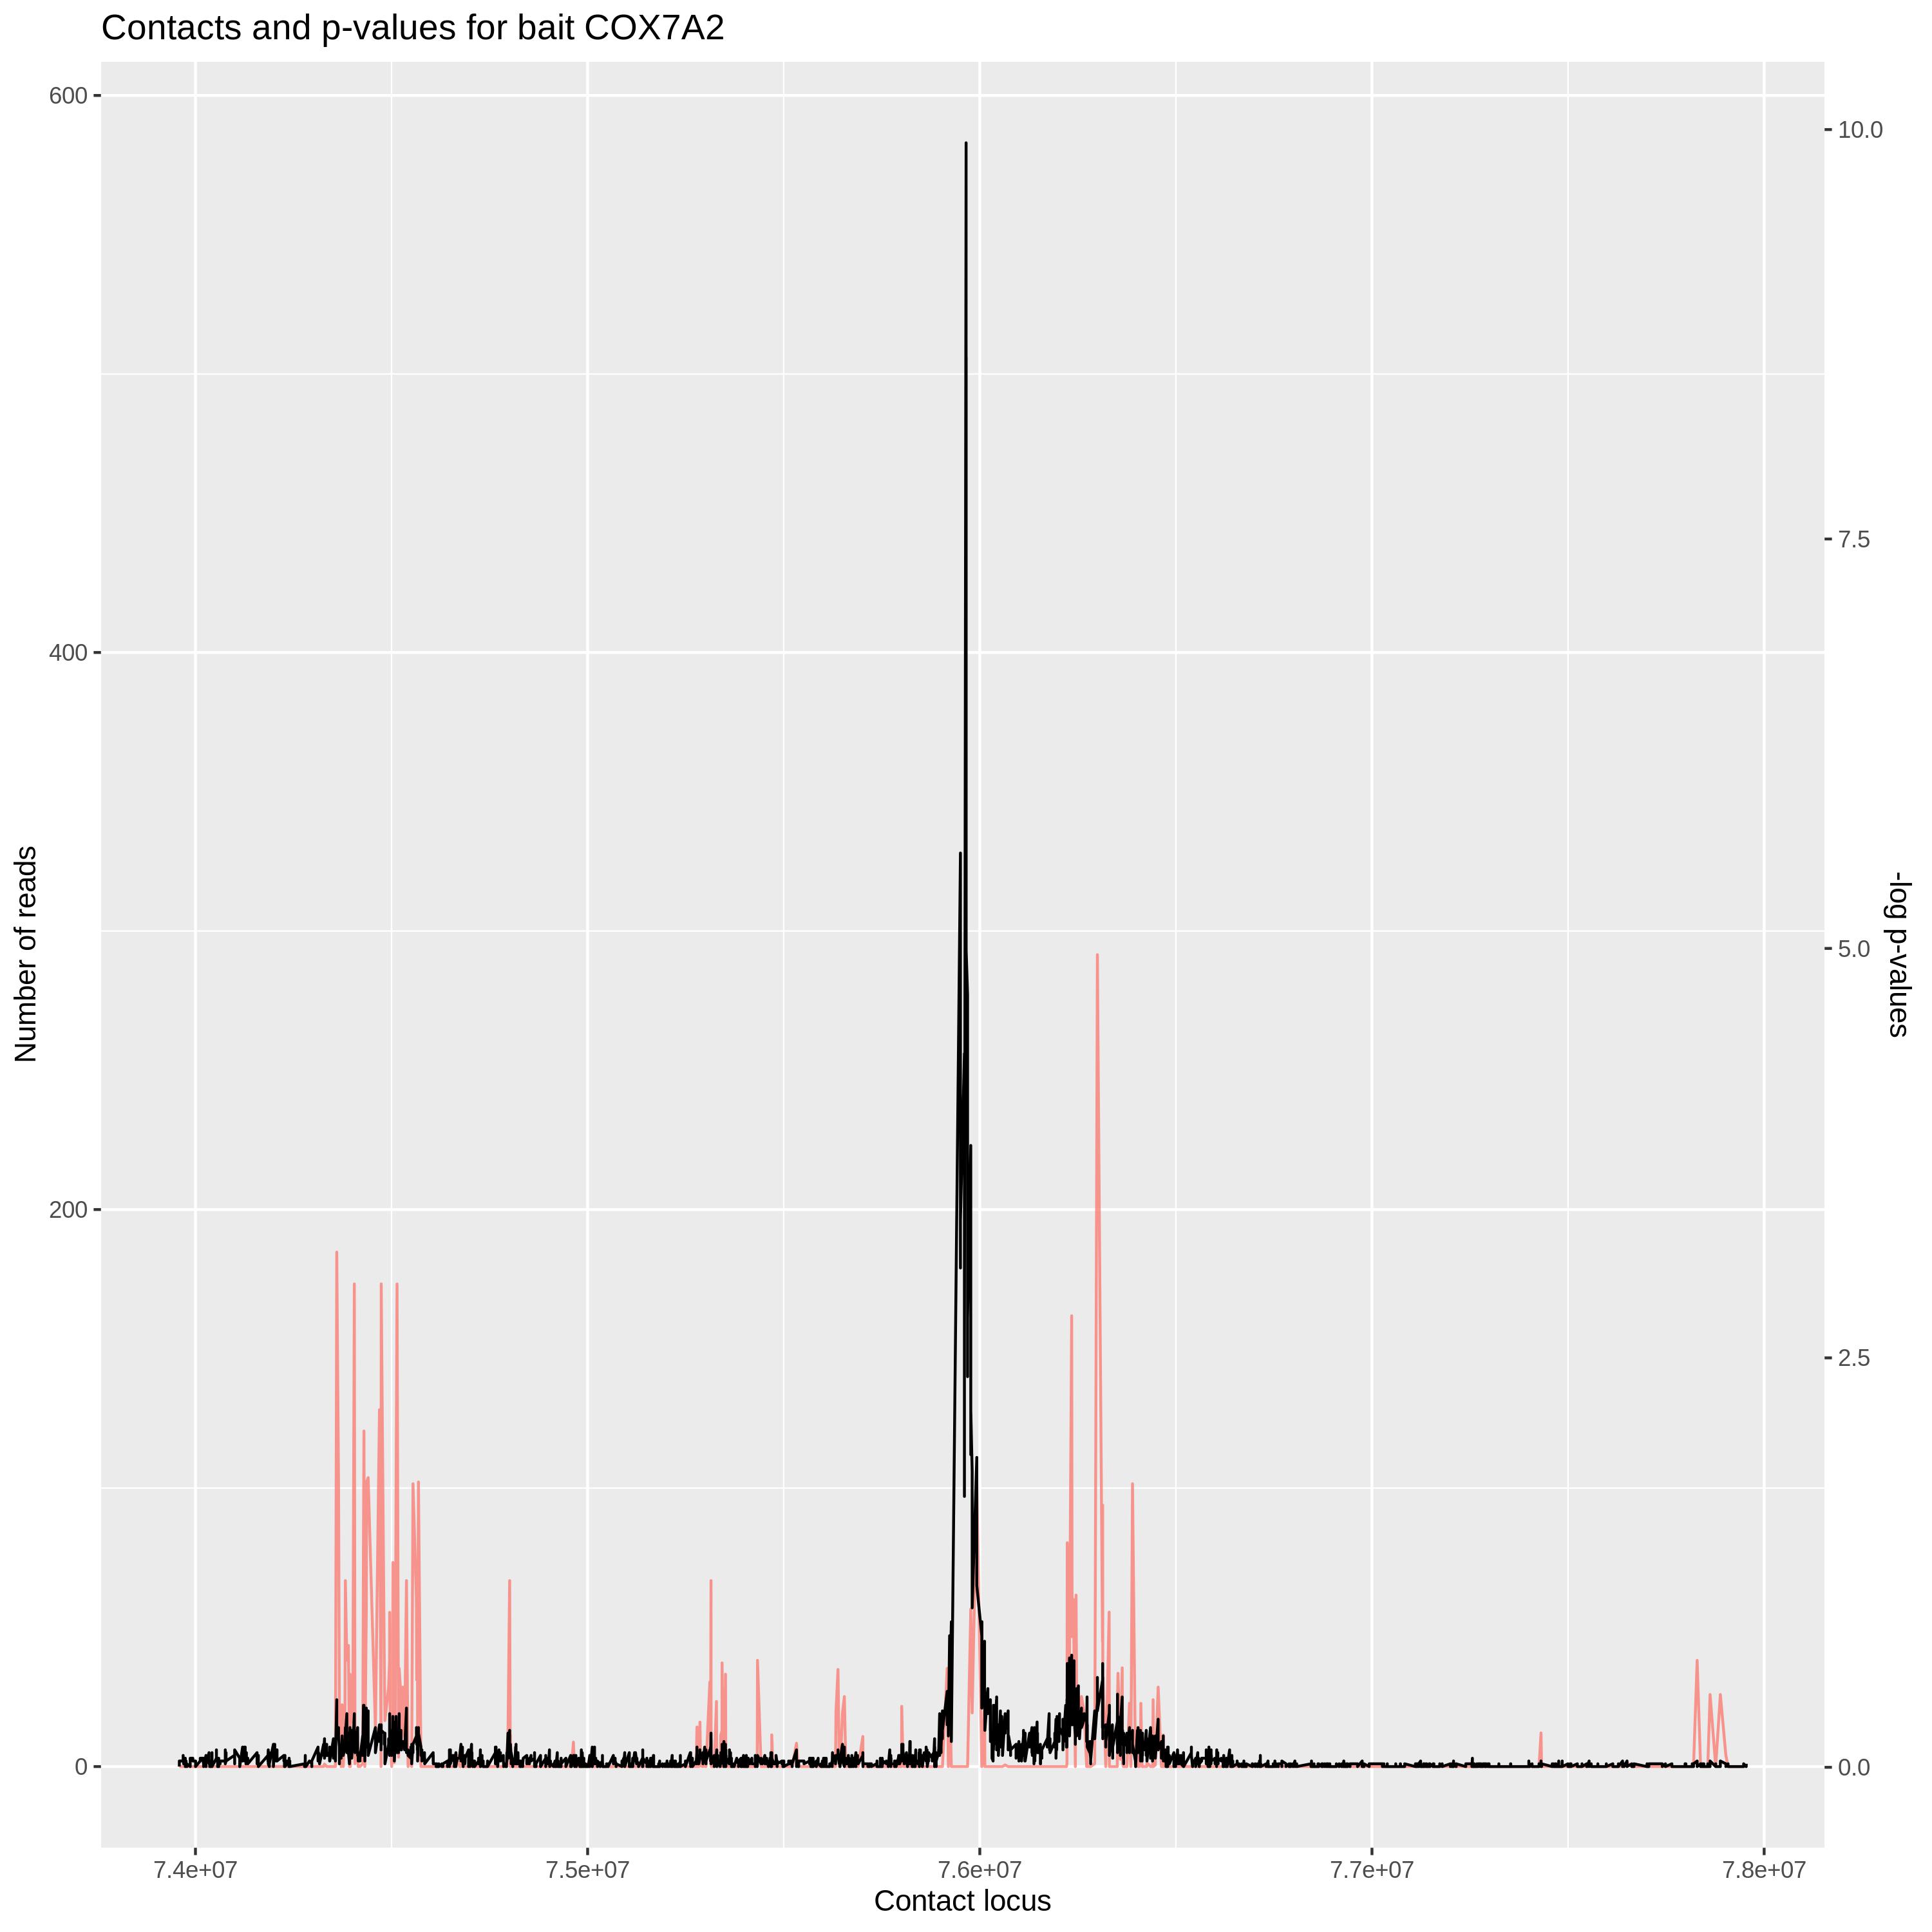 Contacts and p-values for bait COX7A2
600
400
200
0
Number of reads
10.0
7.5
5.0
2.5
0.0
-log p-values
7.4e+07
7.5e+07
7.6e+07
7.7e+07
7.8e+07
Contact locus